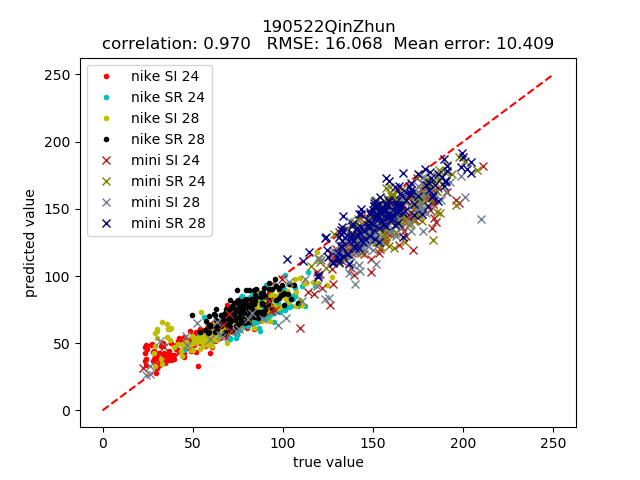 190522QinZhun
correlation: 0.970 RMSE: 16.068 Mean error: 10.409
nike SI 24
nike SR 24
nike SI 28
nike SR 28
mini SI 24
mini SR 24
mini SI 28
mini SR 28
predicted value
250
200
150
100
50
0
0 50 100 150 200 250
true value